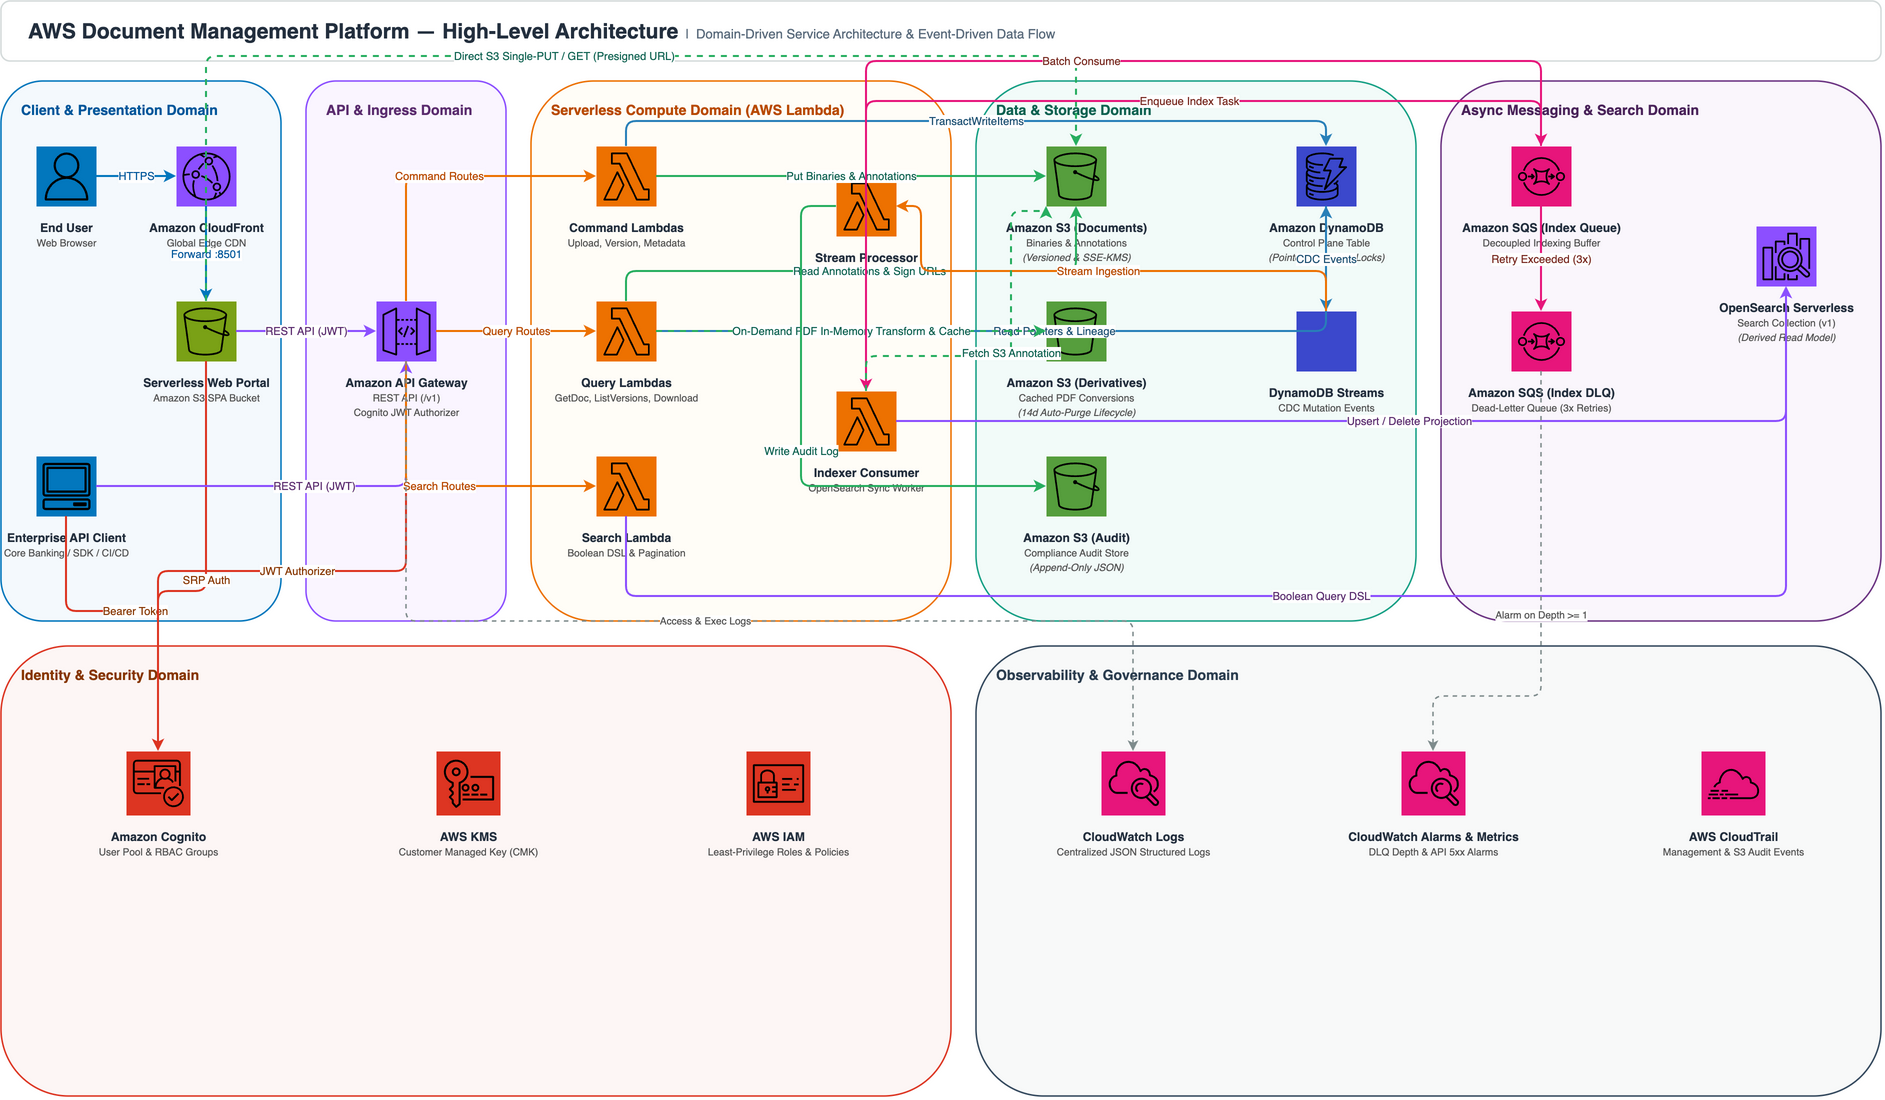 AWS Document Management Platform — High-Level Architecture | Domain-Driven Service Architecture & Event-Driven Data Flow
Direct S3 Single-PUT / GET (Presigned URL)
Batch Consume
Enqueue Index Task
Client & Presentation Domain
API & Ingress Domain
Serverless Compute Domain (AWS Lambda)
Data & Storage Domain
Async Messaging & Search Domain
TransactWriteItems
HTTPS
Command Routes
Put Binaries & Annotations
End User
Web Browser
Amazon CloudFront
Global Edge CDN
Forward :8501
Command Lambdas
Upload, Version, Metadata
Stream Processor
Read Annotations & Sign URLs
Amazon S3 (Documents)
Binaries & Annotations
(Versioned & SSE-KMS)
Stream Ingestion
Amazon DynamoDB
Control Plane Table
(Point Locks)
CDC Events
Amazon SQS (Index Queue)
Decoupled Indexing Buffer
Retry Exceeded (3x)
OpenSearch Serverless
Search Collection (v1)
(Derived Read Model)
REST API (JWT)
Query Routes
On-Demand PDF In-Memory Transform & Cache
Read Pointers & Lineage
Fetch S3 Annotation
Serverless Web Portal
Amazon S3 SPA Bucket
Amazon API Gateway
REST API (/v1)
Cognito JWT Authorizer
Query Lambdas
GetDoc, ListVersions, Download
Amazon S3 (Derivatives)
Cached PDF Conversions
(14d Auto-Purge Lifecycle)
DynamoDB Streams
CDC Mutation Events
Amazon SQS (Index DLQ)
Dead-Letter Queue (3x Retries)
Upsert / Delete Projection
Write Audit Log
Indexer Consumer
OpenSearch Sync Worker
REST API (JWT)
Search Routes
Enterprise API Client
Core Banking / SDK / CI/CD
Search Lambda
Boolean DSL & Pagination
Amazon S3 (Audit)
Compliance Audit Store
(Append-Only JSON)
JWT Authorizer
SRP Auth
Bearer Token
Boolean Query DSL
Access & Exec Logs
Alarm on Depth >= 1
Identity & Security Domain
Observability & Governance Domain
Amazon Cognito
User Pool & RBAC Groups
AWS KMS
Customer Managed Key (CMK)
AWS IAM
Least-Privilege Roles & Policies
CloudWatch Logs
Centralized JSON Structured Logs
CloudWatch Alarms & Metrics
DLQ Depth & API 5xx Alarms
AWS CloudTrail
Management & S3 Audit Events